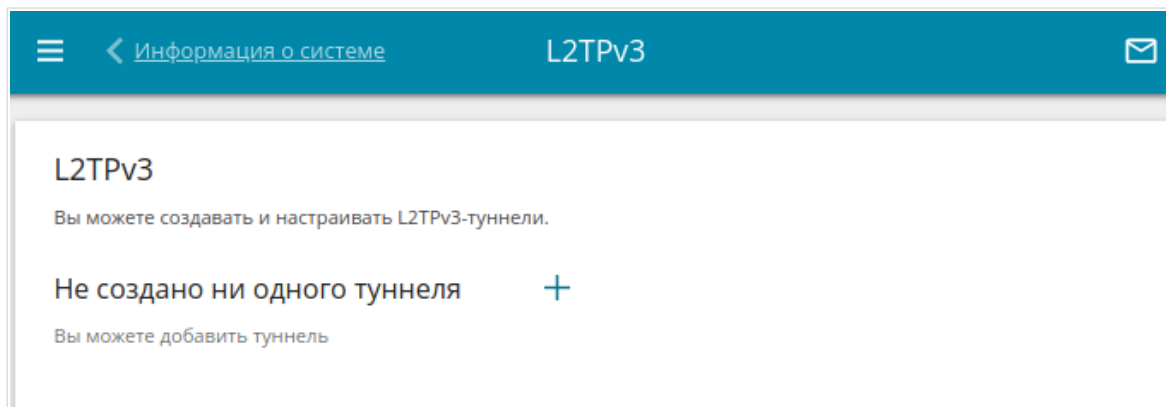 Информация о системе
L2TPv3
L2TPv3
Вы можете создавать и настраивать L2TPv3-туннели.
Не создано ни одного туннеля
Вы можете добавить туннель